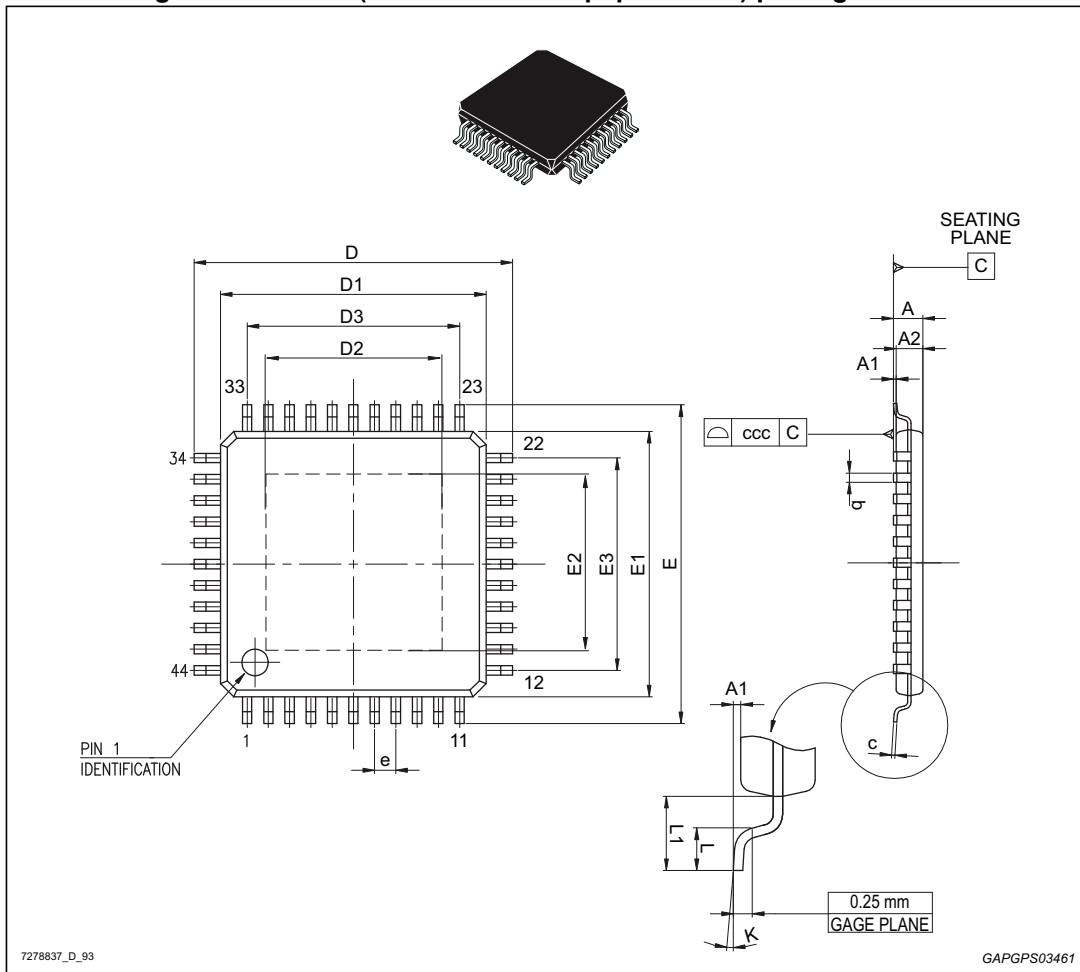 SEATING
PLANE
C
D
A
D1
A2
D3
A1
D2
33
23
ccc
C
34
22
b
E2
E3
E1
E
44
12
A1
1
11
PIN 1
IDENTIFICATION
e
c
L1
L
0.25 mm
GAGE PLANE
K
7278837_D_93
GAPGPS03461